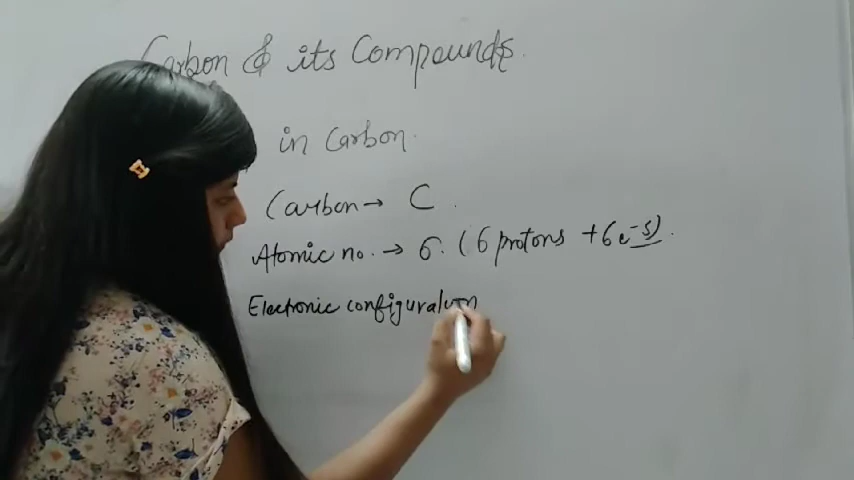 Carbon & its Compounds
in Carbon.
Carbon → C.
Atomic no. → 6. (6 protons + 6 e⁻s).
Electronic configuration